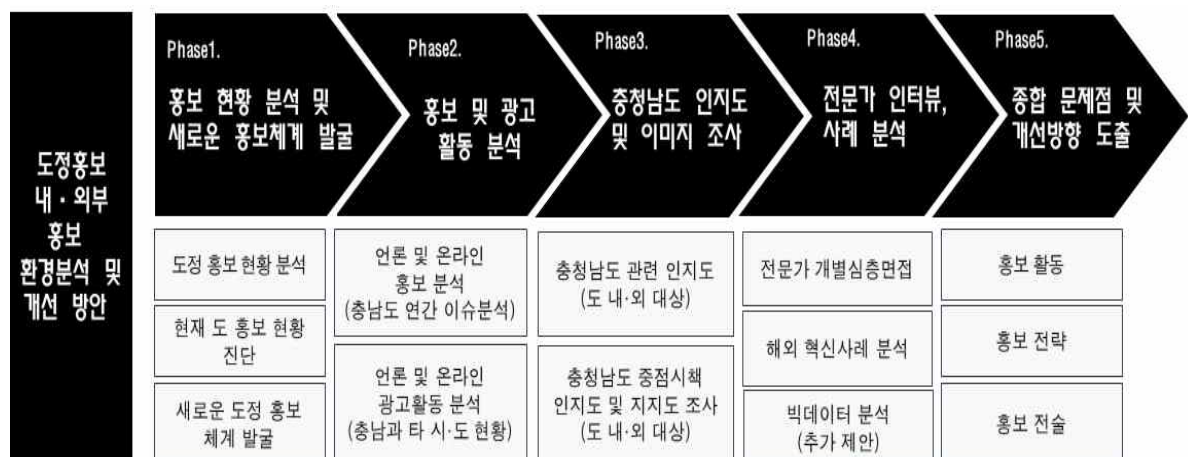 도정홍보
내·외부
홍보
환경분석 및
개선 방안
Phase1.
홍보 현황 분석 및
새로운 홍보체계 발굴
도정 홍보 현황 분석
현재 도 홍보 현황
진단
새로운 도정 홍보
체계 발굴
Phase2.
홍보 및 광고
활동 분석
언론 및 온라인
홍보 분석
(충남도 연간 이슈분석)
언론 및 온라인
광고활동 분석
(충남과 타 시·도 현황)
Phase3.
충청남도 인지도
및 이미지 조사
충청남도 관련 인지도
(도 내·외 대상)
충청남도 중점시책
인지도 및 지지도 조사
(도 내·외 대상)
Phase4.
전문가 인터뷰,
사례 분석
전문가 개별심층면접
해외 혁신사례 분석
빅데이터 분석
(추가 제안)
Phase5.
종합 문제점 및
개선방향 도출
홍보 활동
홍보 전략
홍보 전술